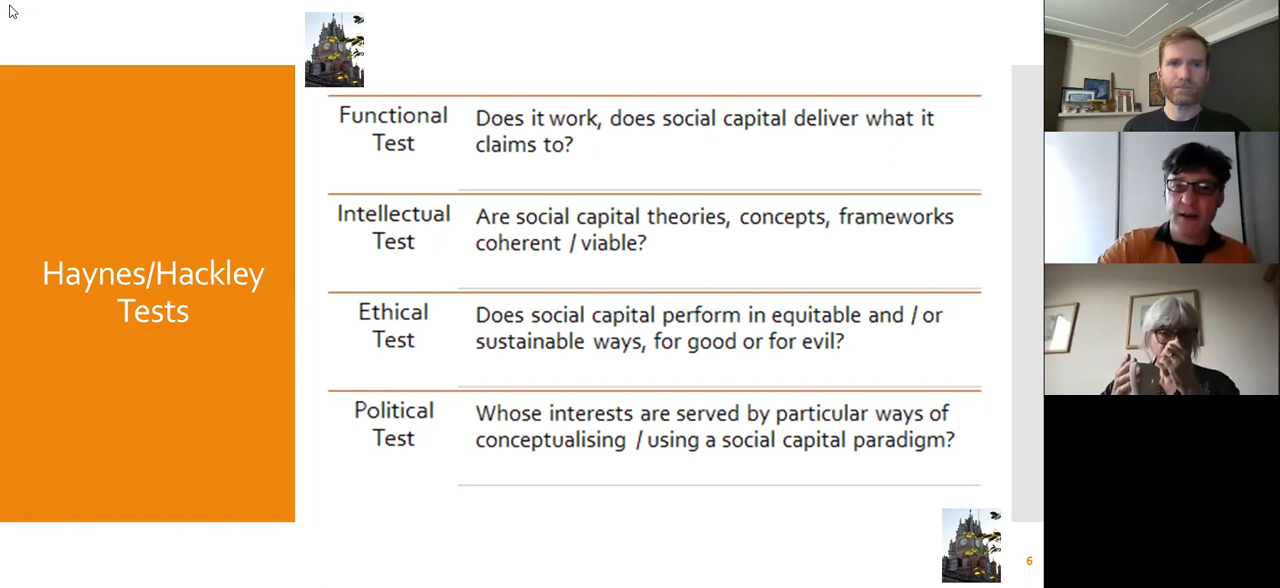 Haynes/Hackley
Tests
Functional
Test
Does it work, does social capital deliver what it
claims to?
Intellectual
Test
Are social capital theories, concepts, frameworks
coherent / viable?
Ethical
Test
Does social capital perform in equitable and / or
sustainable ways, for good or for evil?
Political
Test
Whose interests are served by particular ways of
conceptualising / using a social capital paradigm?
6